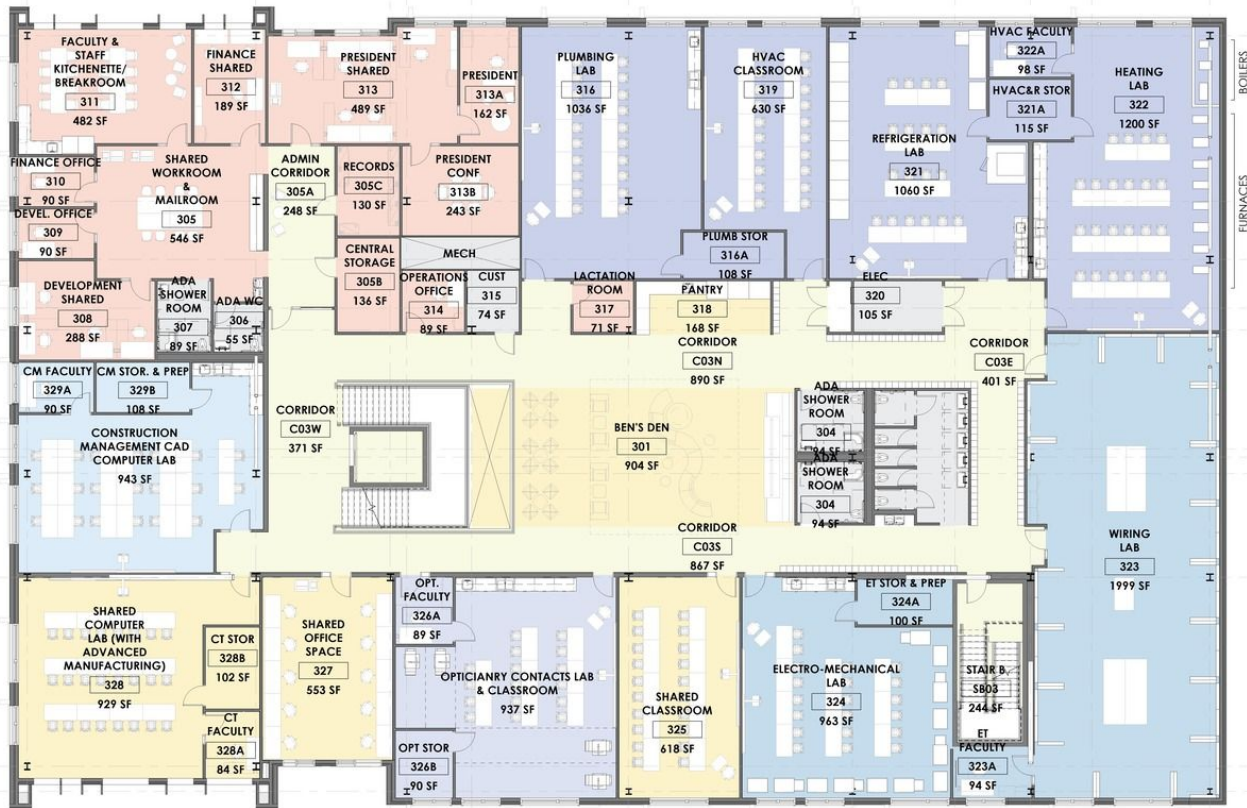 FACULTY &
STAFF
KITCHENETTE/
BREAKROOM
311
482 SF
FINANCE
SHARED
312
189 SF
PRESIDENT
SHARED
313
489 SF
PRESIDENT
313A
162 SF
PLUMBING
LAB
316
1036 SF
HVAC
CLASSROOM
319
630 SF
REFRIGERATION
LAB
321
1060 SF
HVAC FACULTY
322A
98 SF
HVAC&R STOR
321A
115 SF
HEATING
LAB
322
1200 SF
BOILERS
FURNACES
FINANCE OFFICE
310
90 SF
DEVEL. OFFICE
309
90 SF
SHARED
WORKROOM
&
MAILROOM
305
546 SF
ADMIN
CORRIDOR
305A
248 SF
RECORDS
305C
130 SF
PRESIDENT
CONF
313B
243 SF
CENTRAL
STORAGE
305B
136 SF
MECH
OPERATIONS
OFFICE
314
89 SF
CUST
315
74 SF
LACTATION
ROOM
317
71 SF
PLUMB STOR
316A
108 SF
PANTRY
318
168 SF
ELEC
320
105 SF
DEVELOPMENT
SHARED
308
288 SF
ADA
SHOWER
ROOM
307
89 SF
ADA WC
306
55 SF
CORRIDOR
C03N
890 SF
CORRIDOR
C03E
401 SF
CM FACULTY
329A
90 SF
CM STOR. & PREP
329B
108 SF
CONSTRUCTION
MANAGEMENT CAD
COMPUTER LAB
943 SF
CORRIDOR
C03W
371 SF
BEN'S DEN
301
904 SF
ADA
SHOWER
ROOM
304
94 SF
ADA
SHOWER
ROOM
304
94 SF
CORRIDOR
C03S
867 SF
WIRING
LAB
323
1999 SF
SHARED
COMPUTER
LAB (WITH
ADVANCED
MANUFACTURING)
328
929 SF
CT STOR
328B
102 SF
CT
FACULTY
328A
84 SF
SHARED
OFFICE
SPACE
327
553 SF
OPT.
FACULTY
326A
89 SF
OPTICIANRY CONTACTS LAB
& CLASSROOM
937 SF
OPT STOR
326B
90 SF
SHARED
CLASSROOM
325
618 SF
ET STOR & PREP
324A
100 SF
ELECTRO-MECHANICAL
LAB
324
963 SF
STAIR B
SB03
244 SF
ET
FACULTY
323A
94 SF